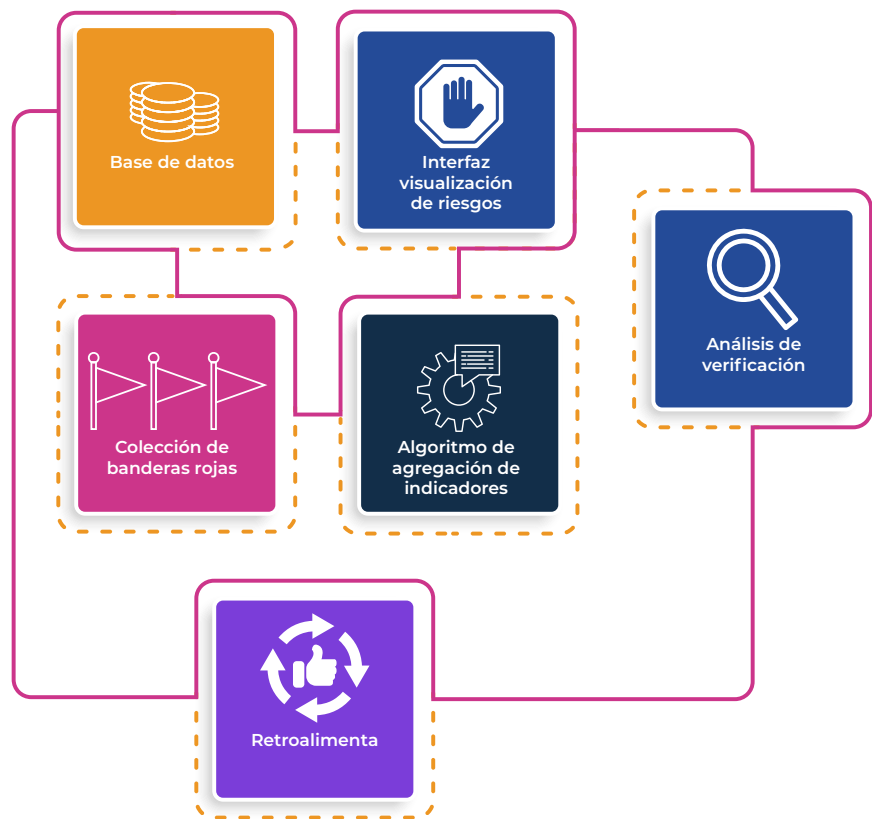 Base de datos
Interfaz
visualización
de riesgos
Análisis de
verificación
Colección de
banderas rojas
Algoritmo de
agregación de
indicadores
Retroalimenta